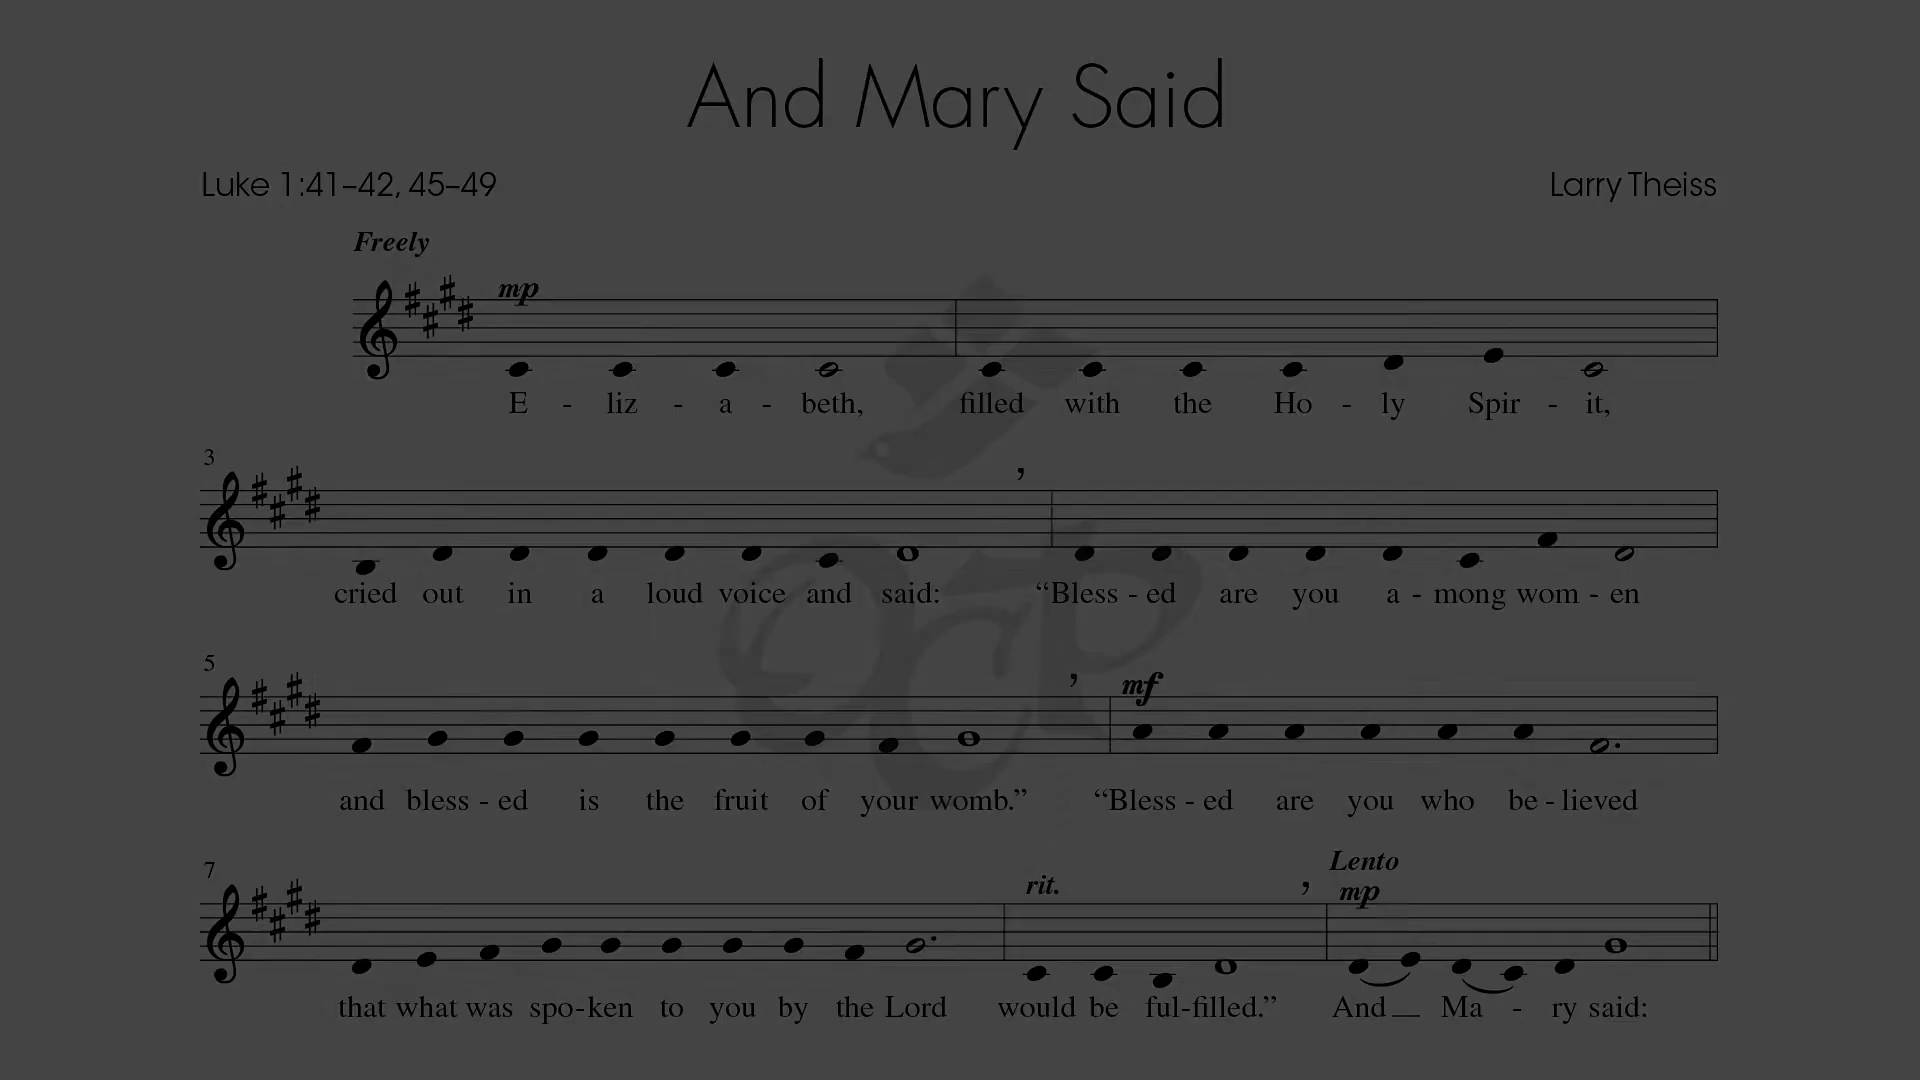 And Mary Said
Luke 1:41–42, 45–49
Larry Theiss
Freely
mp
E - liz - a - beth, filled with the Ho - ly Spir - it,
3
,
cried out in a loud voice and said: “Bless - ed are you a - mong wom - en
5
, mf
and bless - ed is the fruit of your womb.” “Bless - ed are you who be - lieved
7
Lento
rit. , mp
that what was spo-ken to you by the Lord would be ful-filled.” And __ Ma - ry said:
OCP